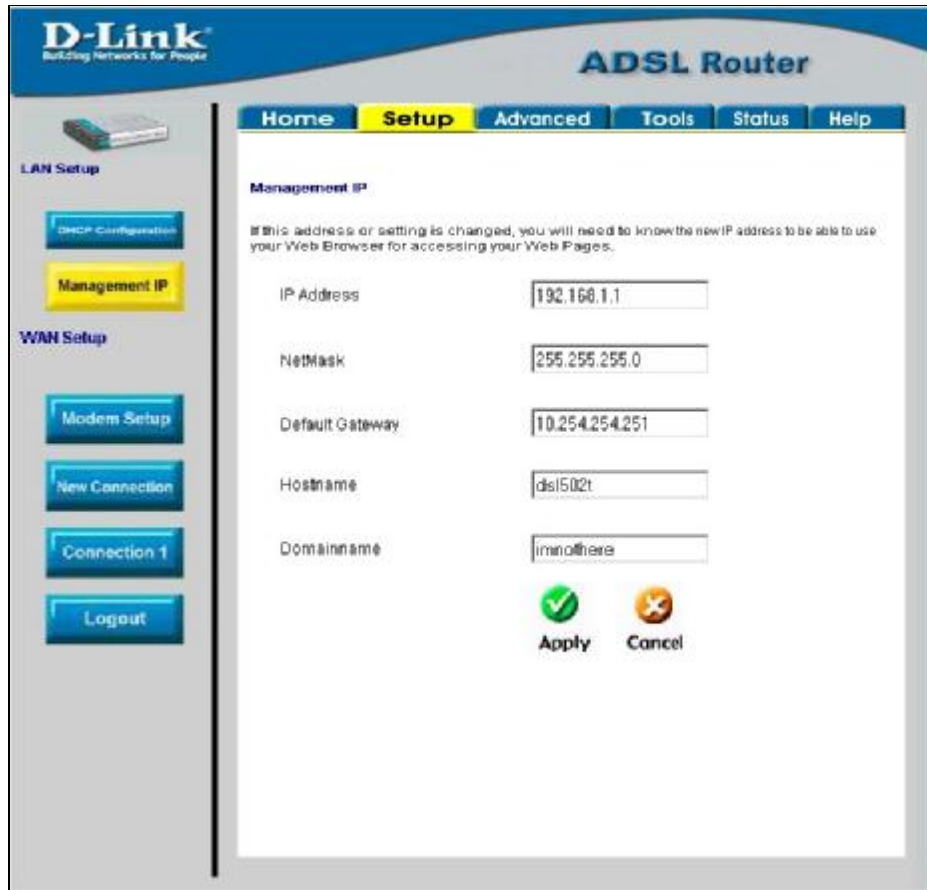 D-Link
Building Networks for People
ADSL Router
Home Setup Advanced Tools Status Help
LAN Setup
DHCP Configuration
Management IP
WAN Setup
Modem Setup
New Connection
Connection 1
Logout
Management IP
If this address or setting is changed, you will need to know the new IP address to be able to use
your Web Browser for accessing your Web Pages.
IP Address 192.168.1.1
NetMask 255.255.255.0
Default Gateway 10.254.254.251
Hostname dsl502t
Domainname imnothere
Apply Cancel